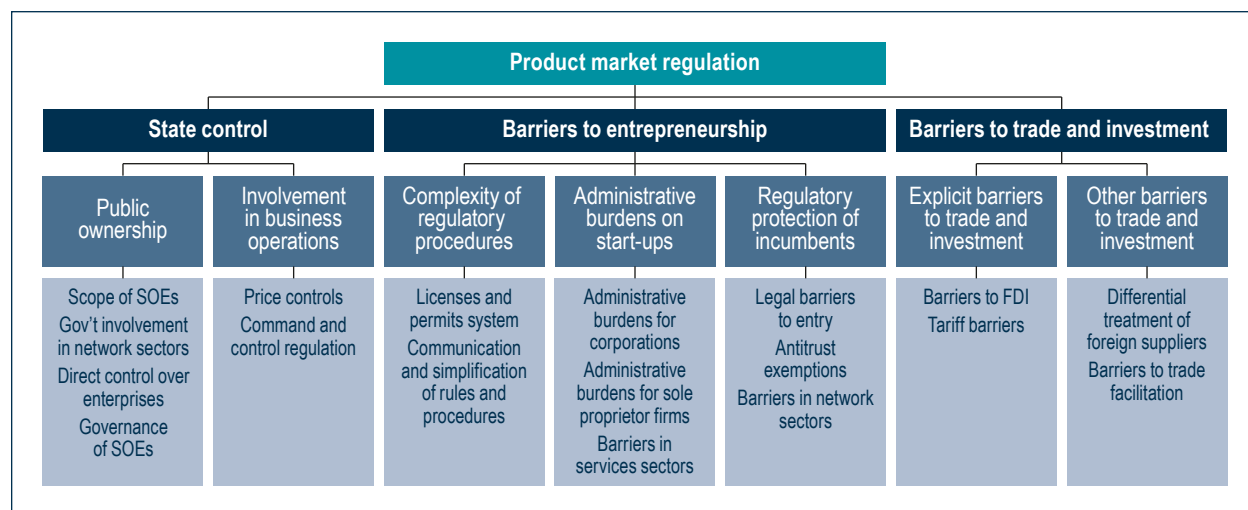 Product market regulation
State control
Barriers to entrepreneurship
Barriers to trade and investment
Public
ownership
Involvement
in business
operations
Complexity of
regulatory
procedures
Administrative
burdens on
start-ups
Regulatory
protection of
incumbents
Explicit barriers
to trade and
investment
Other barriers
to trade and
investment
Scope of SOEs
Gov't involvement
in network sectors
Direct control over
enterprises
Governance
of SOEs
Price controls
Command and
control regulation
Licenses and
permits system
Communication
and simplification
of rules and
procedures
Administrative
burdens for
corporations
Administrative
burdens for sole
proprietor firms
Barriers in
services sectors
Legal barriers
to entry
Antitrust
exemptions
Barriers in network
sectors
Barriers to FDI
Tariff barriers
Differential
treatment of
foreign suppliers
Barriers to trade
facilitation